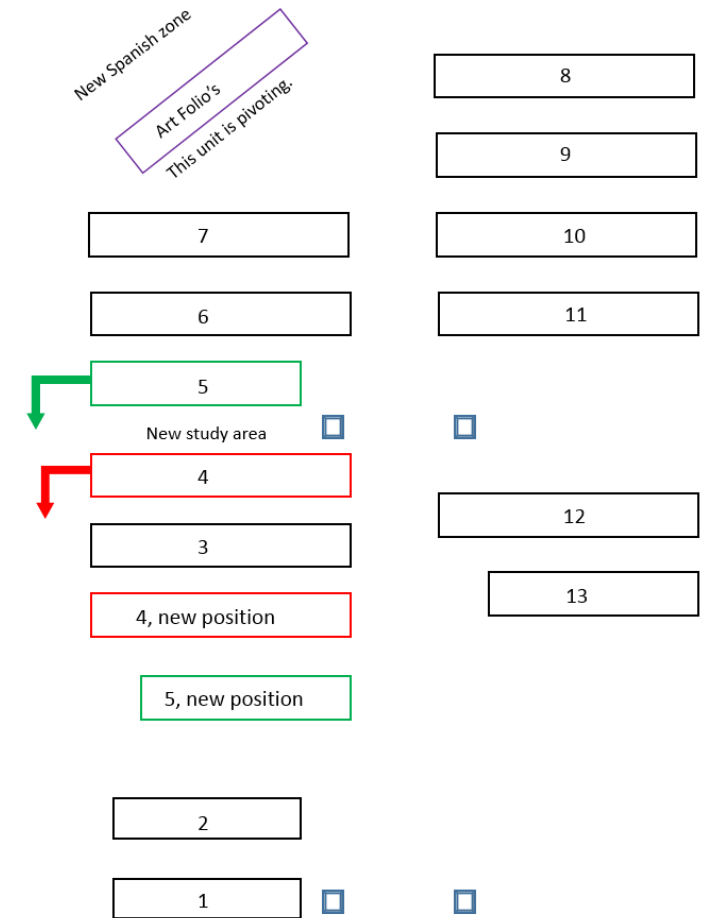 New Spanish zone
Art Folio's
This unit is pivoting.
8
9
7
10
6
11
5
New study area
4
12
3
13
4, new position
5, new position
2
1